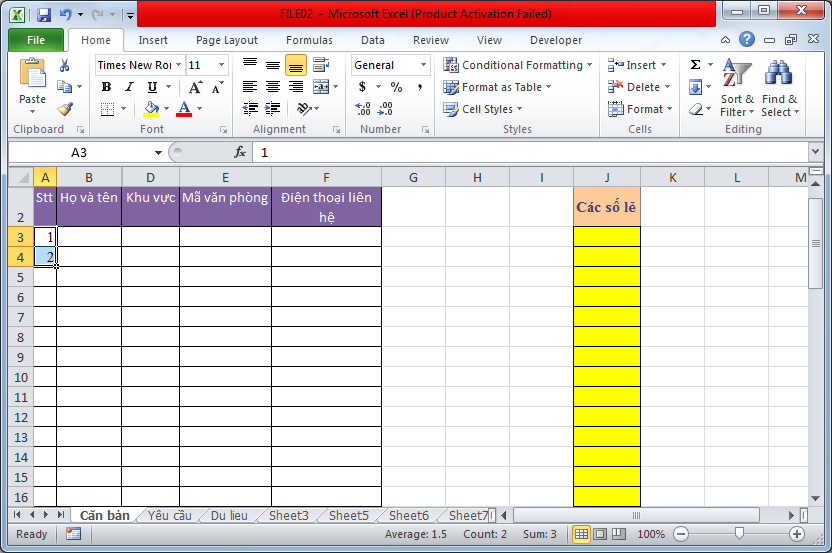 FILE02 - Microsoft Excel (Product Activation Failed)
File Home Insert Page Layout Formulas Data Review View Developer
Times New Ror 11 General Conditional Formatting Insert Σ
Paste B I U A A $ % , Format as Table Delete Sort & Find &
Cell Styles Format Filter Select
Clipboard Font Alignment Number Styles Cells Editing
A3 fx 1
A B C D E F G H I J K L M
2 Stt Họ và tên Khu vực Mã văn phòng Điện thoại liên hệ Các số lẻ
3 1
4 2
5
6
7
8
9
10
11
12
13
14
15
16
Căn bản Yêu cầu Du lieu Sheet3 Sheet5 Sheet6 Sheet7
Ready Average: 1.5 Count: 2 Sum: 3 100%